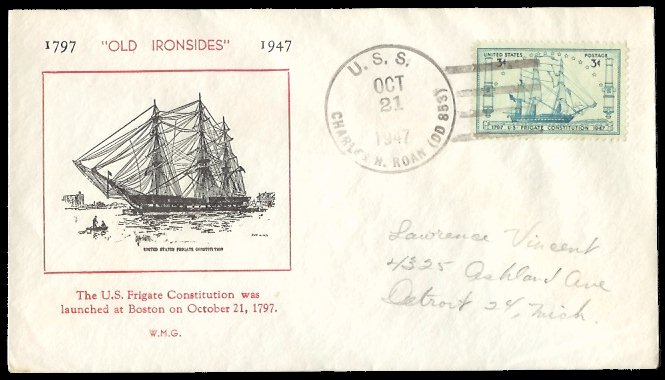 1797 "OLD IRONSIDES" 1947
UNITED STATES FRIGATE CONSTITUTION
The U.S. Frigate Constitution was
launched at Boston on October 21, 1797.
W.M.G.
U. S. S.
OCT
21
1947
CHARLES H. ROAN (DD 853)
UNITED STATES POSTAGE
3¢ 3¢
1797 U.S. FRIGATE CONSTITUTION 1947
Lawrence Vincent
4325 Ashland Ave
Detroit 24, Mich.